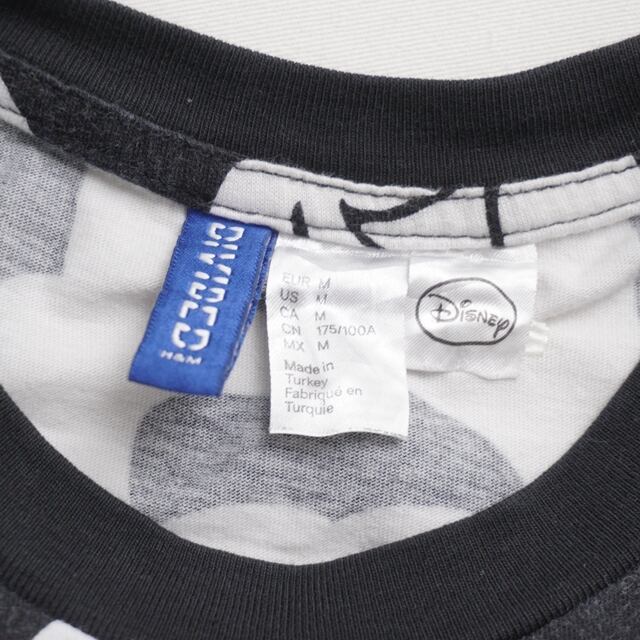 DIVIDED
H&M
EUR M
US M
CA M
CN 175/100A
MX M
Made in
Turkey
Fabriqué en
Turquie
Disney